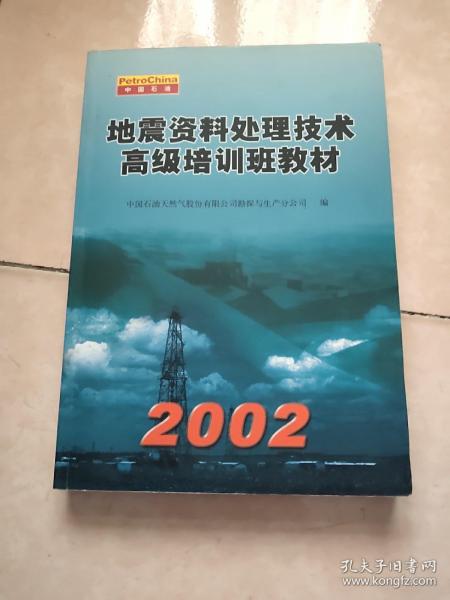 PetroChina
中国石油
地震资料处理技术
高级培训班教材
中国石油天然气股份有限公司勘探与生产分公司 编
2002
孔夫子旧书网
www.kongfz.com